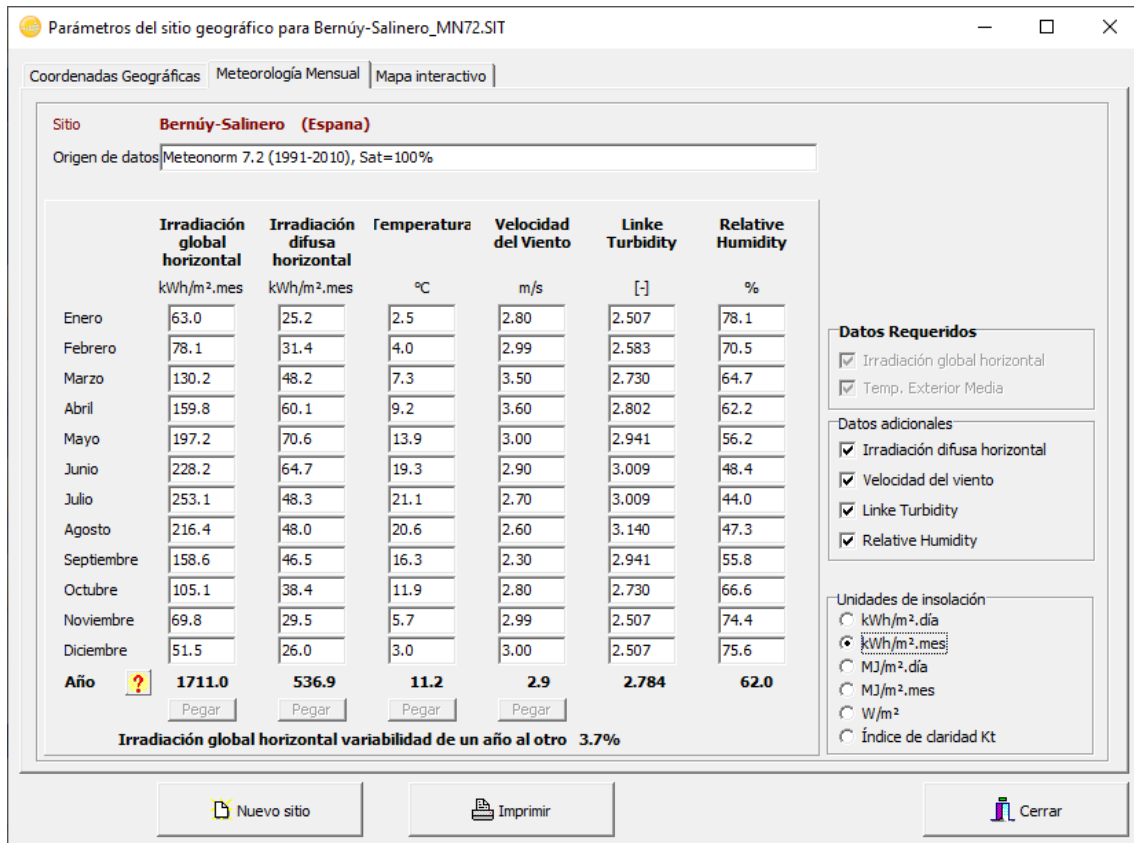 Parámetros del sitio geográfico para Bernúy-Salinero_MN72.SIT
Coordenadas Geográficas Meteorología Mensual Mapa interactivo
Sitio Bernúy-Salinero (Espana)
Origen de datos Meteonorm 7.2 (1991-2010), Sat=100%
Irradiación global horizontal Irradiación difusa horizontal Temperatura Velocidad del Viento Linke Turbidity Relative Humidity
kWh/m².mes kWh/m².mes ºC m/s [-] %
Enero 63.0 25.2 2.5 2.80 2.507 78.1
Febrero 78.1 31.4 4.0 2.99 2.583 70.5
Marzo 130.2 48.2 7.3 3.50 2.730 64.7
Abril 159.8 60.1 9.2 3.60 2.802 62.2
Mayo 197.2 70.6 13.9 3.00 2.941 56.2
Junio 228.2 64.7 19.3 2.90 3.009 48.4
Julio 253.1 48.3 21.1 2.70 3.009 44.0
Agosto 216.4 48.0 20.6 2.60 3.140 47.3
Septiembre 158.6 46.5 16.3 2.30 2.941 55.8
Octubre 105.1 38.4 11.9 2.80 2.730 66.6
Noviembre 69.8 29.5 5.7 2.99 2.507 74.4
Diciembre 51.5 26.0 3.0 3.00 2.507 75.6
Año ? 1711.0 536.9 11.2 2.9 2.784 62.0
Pegar Pegar Pegar Pegar
Irradiación global horizontal variabilidad de un año al otro 3.7%
Datos Requeridos
Irradiación global horizontal
Temp. Exterior Media
Datos adicionales
Irradiación difusa horizontal
Velocidad del viento
Linke Turbidity
Relative Humidity
Unidades de insolación
kWh/m².día
kWh/m².mes
MJ/m².día
MJ/m².mes
W/m²
Índice de claridad Kt
Nuevo sitio Imprimir Cerrar